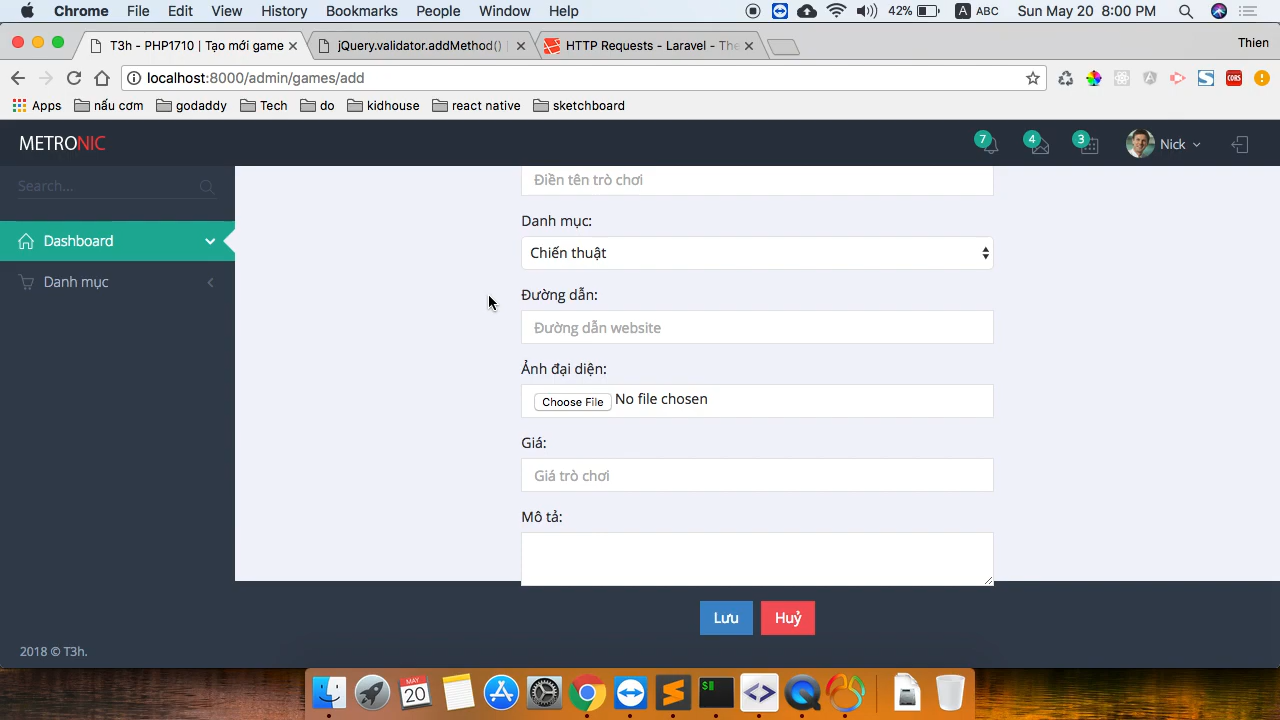 Chrome File Edit View History Bookmarks People Window Help 42% A ABC Sun May 20 8:00 PM
T3h - PHP1710 | Tạo mới game
jQuery.validator.addMethod()
HTTP Requests - Laravel - The
Thien
localhost:8000/admin/games/add
CORS
Apps nấu cơm godaddy Tech do kidhouse react native sketchboard
METRONIC
7 4 3 Nick
Search...
Điền tên trò chơi
Danh mục:
Dashboard
Chiến thuật
Danh mục
Đường dẫn:
Đường dẫn website
Ảnh đại diện:
Choose File No file chosen
Giá:
Giá trò chơi
Mô tả:
Lưu Huỷ
2018 © T3h.
MAY
20
$